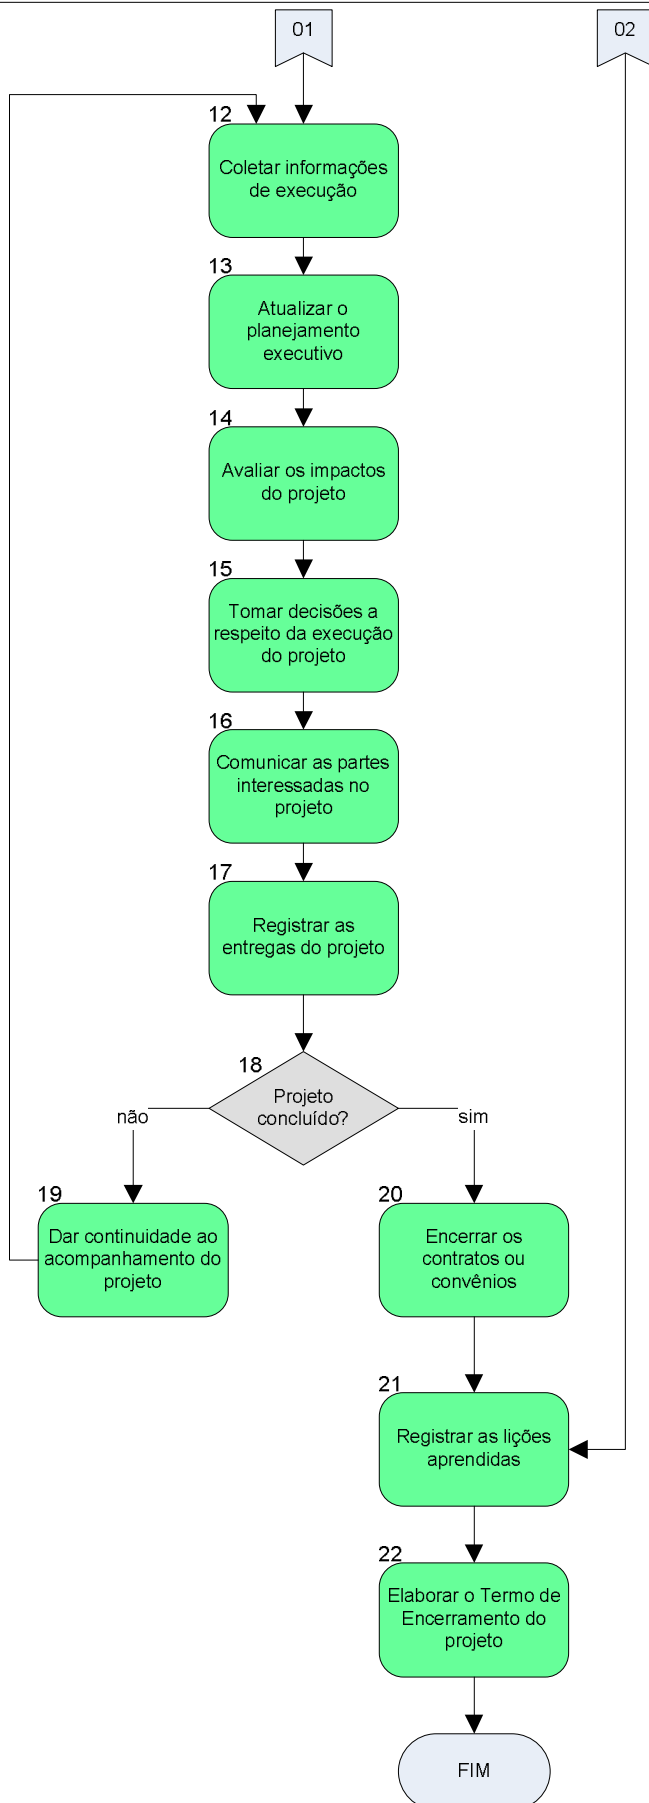 01
02
12
Coletar informações
de execução
13
Atualizar o
planejamento
executivo
14
Avaliar os impactos
do projeto
15
Tomar decisões a
respeito da execução
do projeto
16
Comunicar as partes
interessadas no
projeto
17
Registrar as
entregas do projeto
18
Projeto
concluído?
não
sim
19
Dar continuidade ao
acompanhamento do
projeto
20
Encerrar os
contratos ou
convênios
21
Registrar as lições
aprendidas
22
Elaborar o Termo de
Encerramento do
projeto
FIM